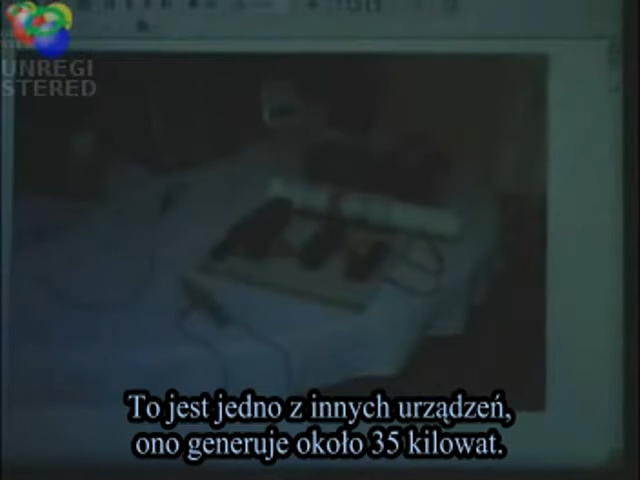 UNREGI
STERED
To jest jedno z innych urządzeń,
ono generuje około 35 kilowat.